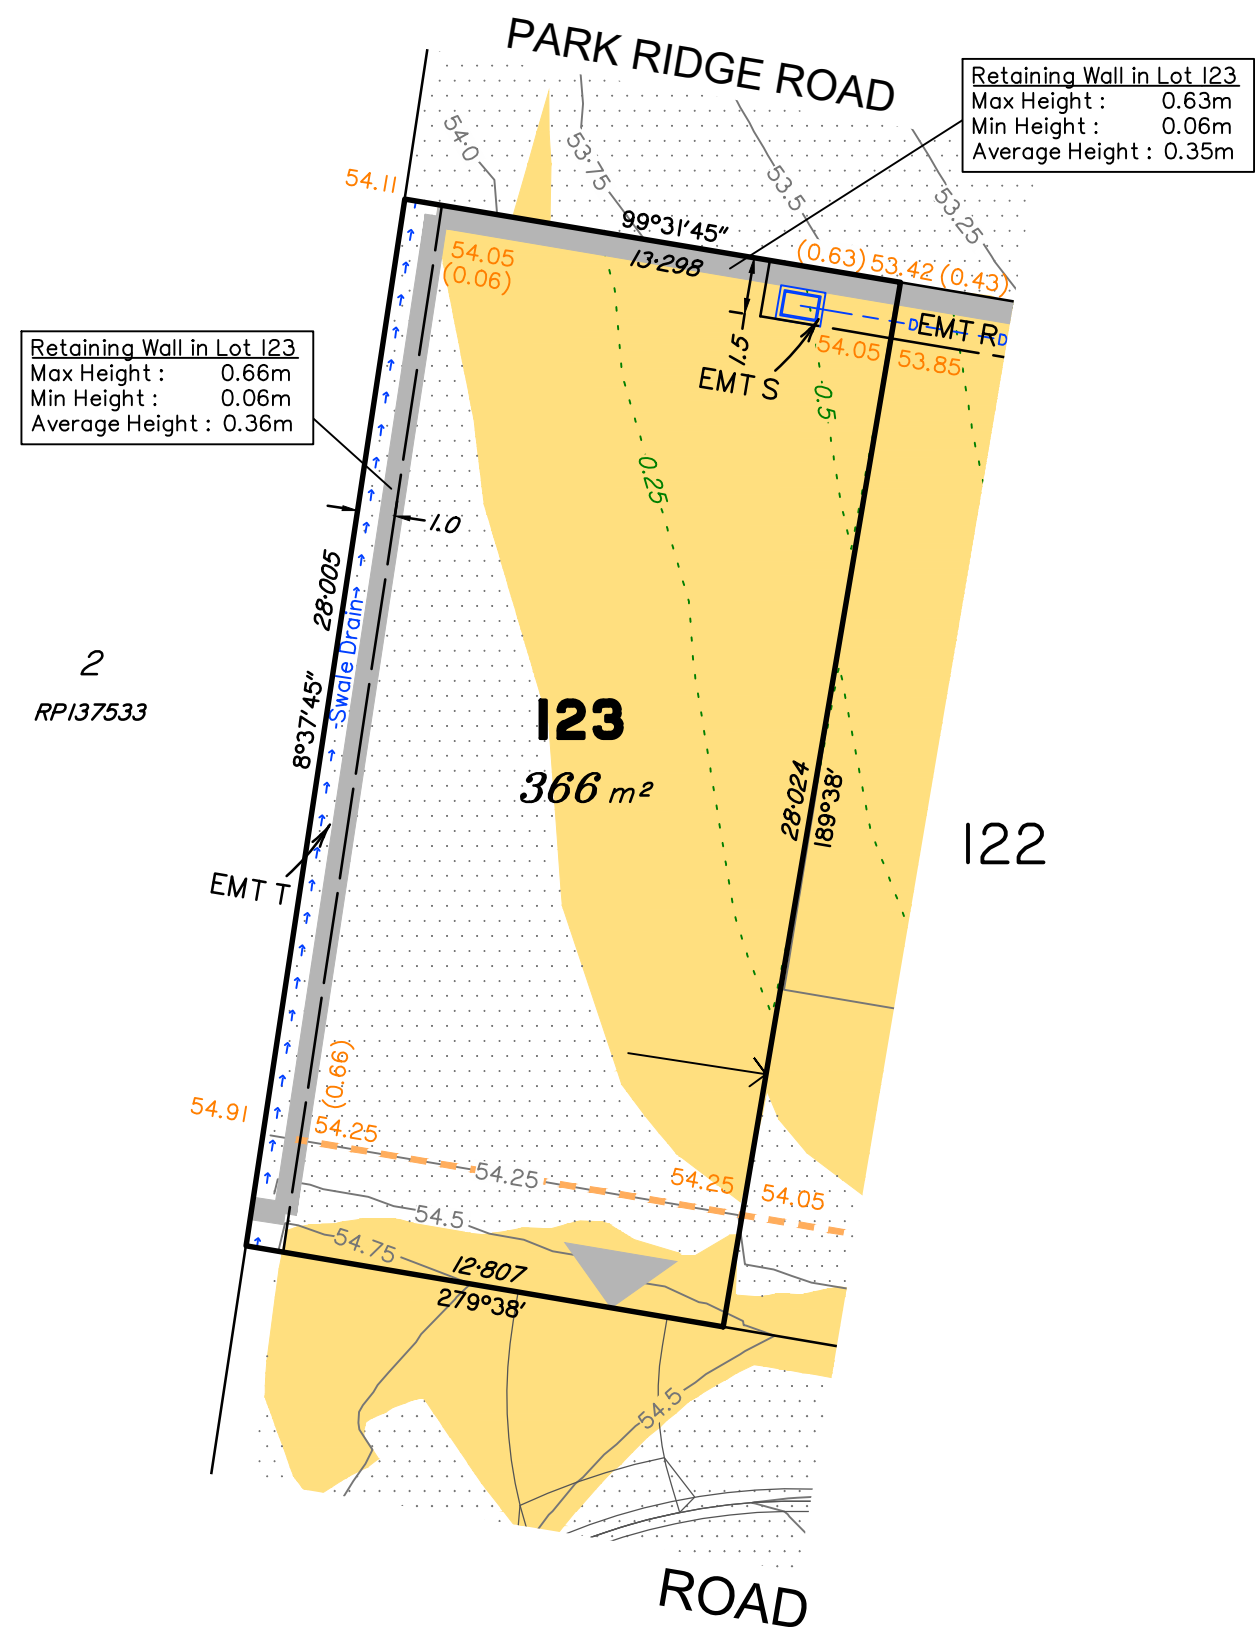 PARK RIDGE ROAD
Retaining Wall in Lot 123
Max Height : 0.63m
Min Height : 0.06m
Average Height : 0.35m
54.0
53.75
53.5
53.25
54.11
99°31'45"
13.298
54.05
(0.06)
(0.63) 53.42 (0.43)
D
EMT R
D
54.05
53.85
1.5
EMT S
Retaining Wall in Lot 123
Max Height : 0.66m
Min Height : 0.06m
Average Height : 0.36m
0.5
0.25
1.0
28.005
Swale Drain
8°37'45"
2
RP137533
123
366 m²
28.024
189°38'
122
EMT T
(0.66)
54.91
54.25
54.25
54.25
54.05
54.5
54.75
12.807
279°38'
54.5
ROAD